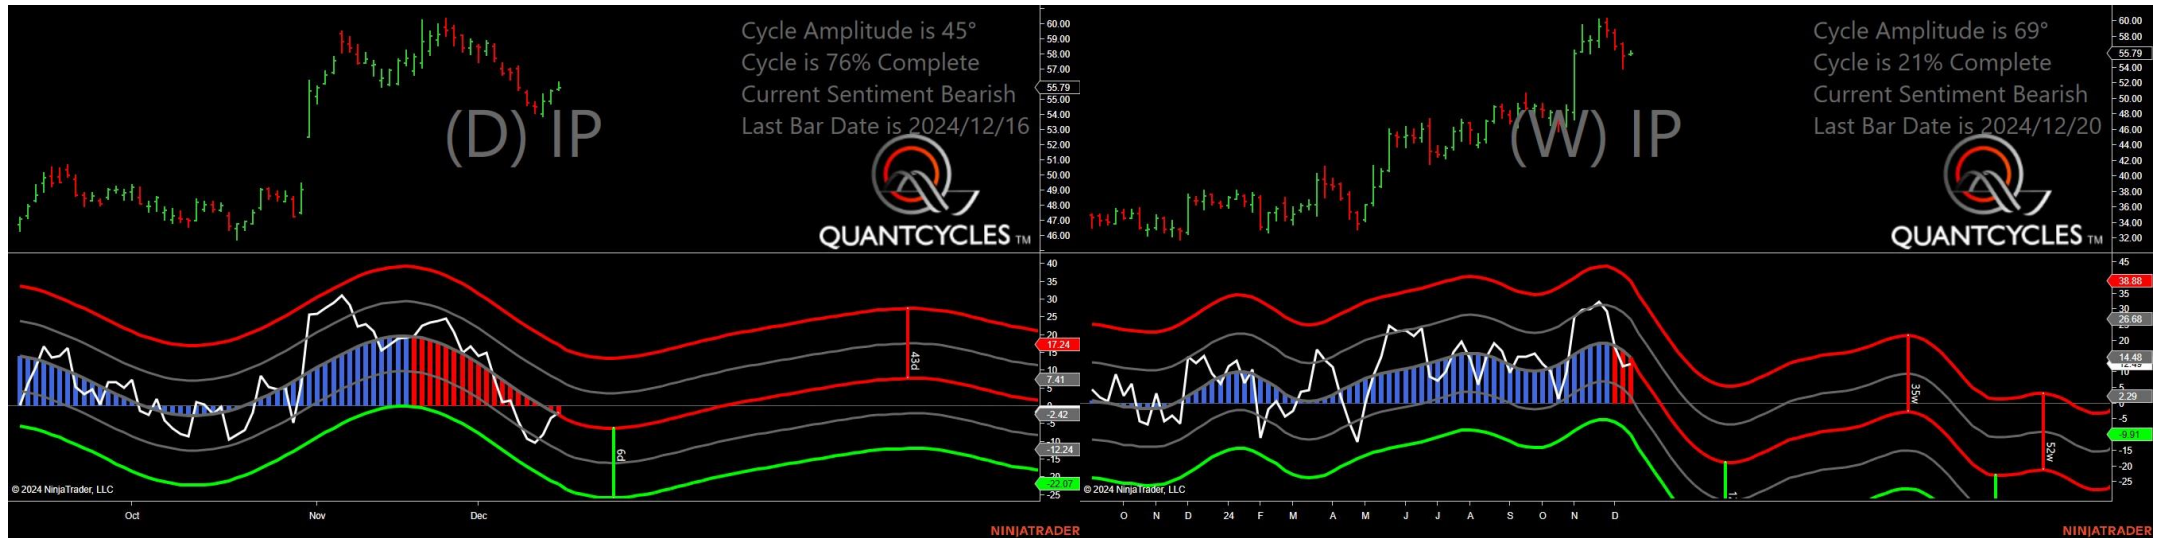 Cycle Amplitude is 45°
Cycle is 76% Complete
Current Sentiment Bearish
Last Bar Date is 2024/12/16
(D) IP
QUANTCYCLES TM
60.00
59.00
58.00
57.00
55.79
55.00
54.00
53.00
52.00
51.00
50.00
49.00
48.00
47.00
46.00
40
35
30
25
20
17.24
15
10
7.41
-2.42
-5
-10
-12.24
-15
-20
-22.07
-25
43d
6d
© 2024 NinjaTrader, LLC
Oct Nov Dec
NINJATRADER
Cycle Amplitude is 69°
Cycle is 21% Complete
Current Sentiment Bearish
Last Bar Date is 2024/12/20
(W) IP
QUANTCYCLES TM
60.00
58.00
55.79
54.00
52.00
50.00
48.00
46.00
44.00
42.00
40.00
38.00
36.00
34.00
32.00
45
38.88
35
30
26.68
25
20
14.48
12.49
10
5
2.29
0
-5
-9.91
-15
-20
-25
35w
52w
© 2024 NinjaTrader, LLC
O N D 24 F M A M J J A S O N D
NINJATRADER